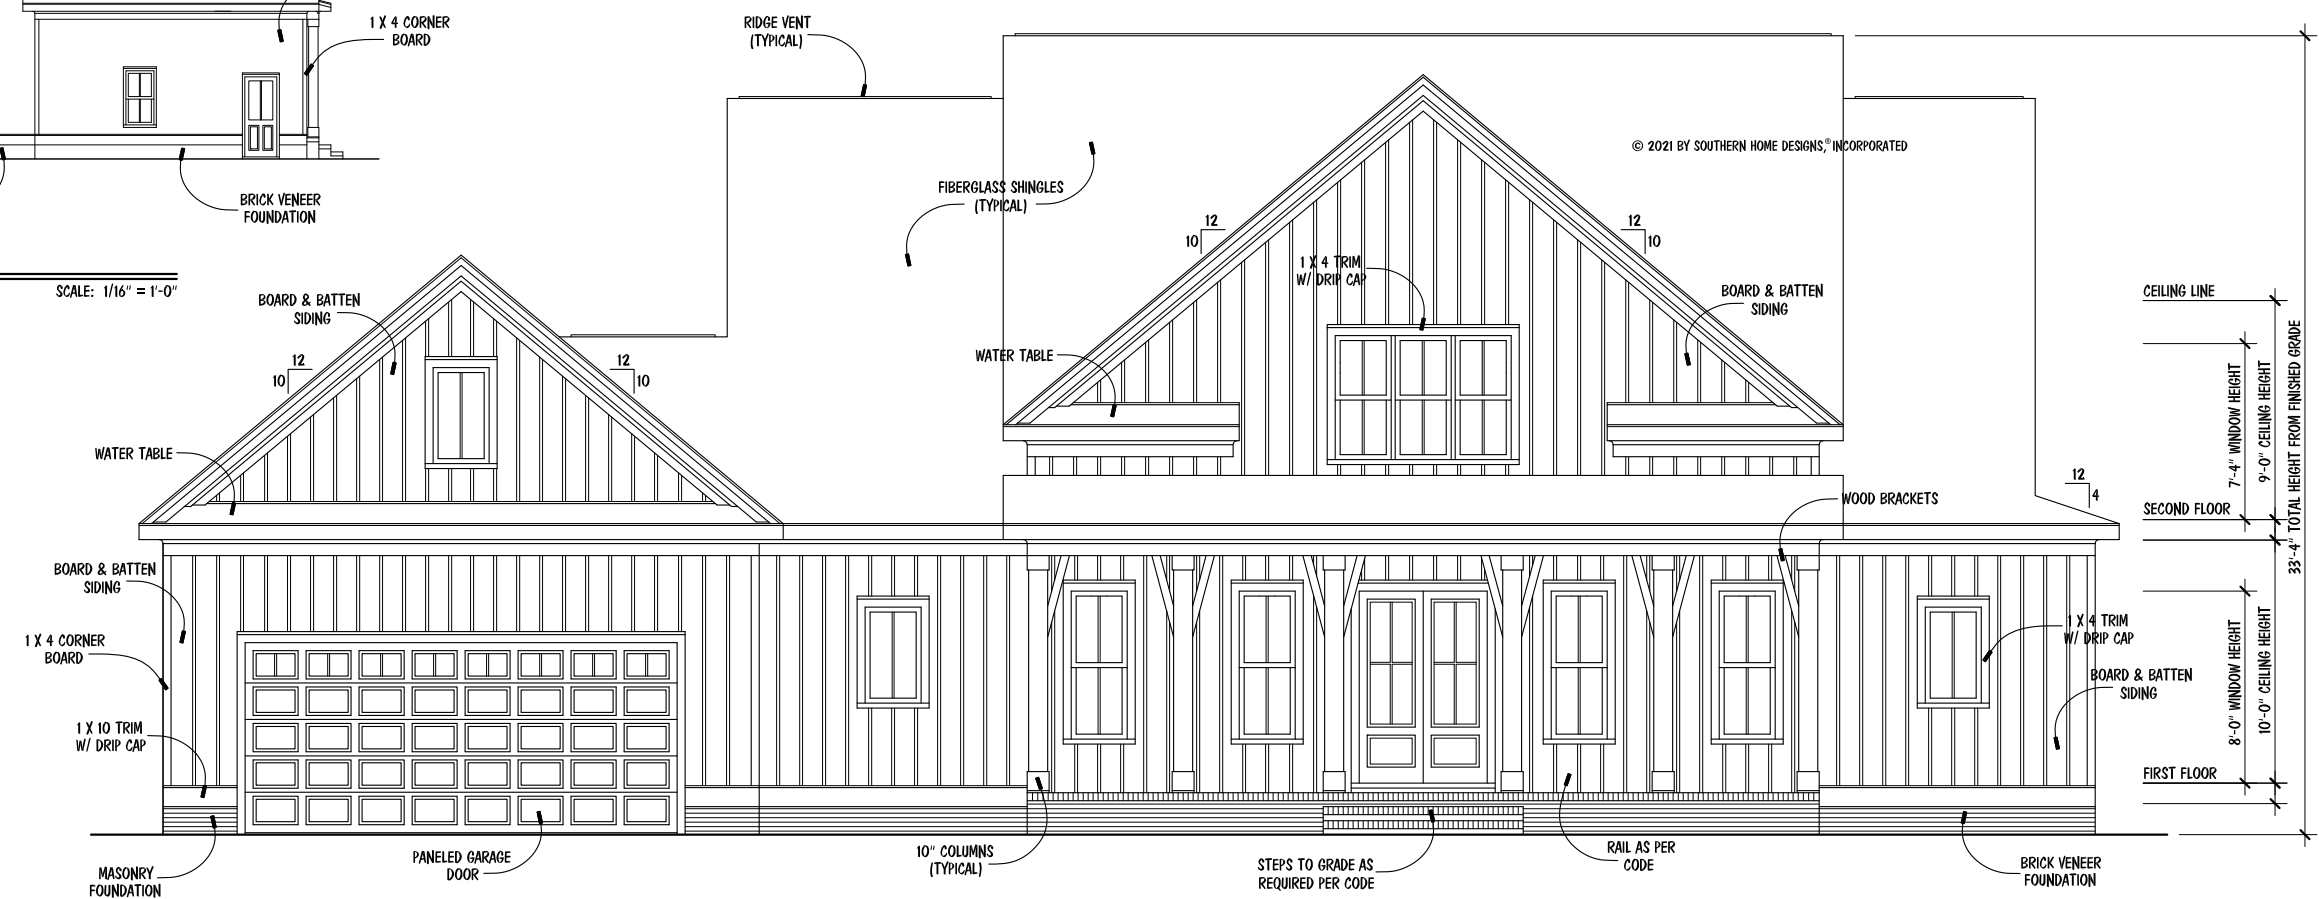 1 X 4 CORNER
BOARD
BRICK VENEER
FOUNDATION
SCALE: 1/16" = 1'-0"
RIDGE VENT
(TYPICAL)
FIBERGLASS SHINGLES
(TYPICAL)
© 2021 BY SOUTHERN HOME DESIGNS,® INCORPORATED
12
10
12
10
1 X 4 TRIM
W/ DRIP CAP
BOARD & BATTEN
SIDING
BOARD & BATTEN
SIDING
12
10
12
10
WATER TABLE
WATER TABLE
WOOD BRACKETS
12
4
CEILING LINE
7'-4" WINDOW HEIGHT
9'-0" CEILING HEIGHT
33'-4" TOTAL HEIGHT FROM FINISHED GRADE
SECOND FLOOR
8'-0" WINDOW HEIGHT
10'-0" CEILING HEIGHT
FIRST FLOOR
BOARD & BATTEN
SIDING
1 X 4 CORNER
BOARD
1 X 10 TRIM
W/ DRIP CAP
1 X 4 TRIM
W/ DRIP CAP
BOARD & BATTEN
SIDING
MASONRY
FOUNDATION
PANELED GARAGE
DOOR
10" COLUMNS
(TYPICAL)
STEPS TO GRADE AS
REQUIRED PER CODE
RAIL AS PER
CODE
BRICK VENEER
FOUNDATION